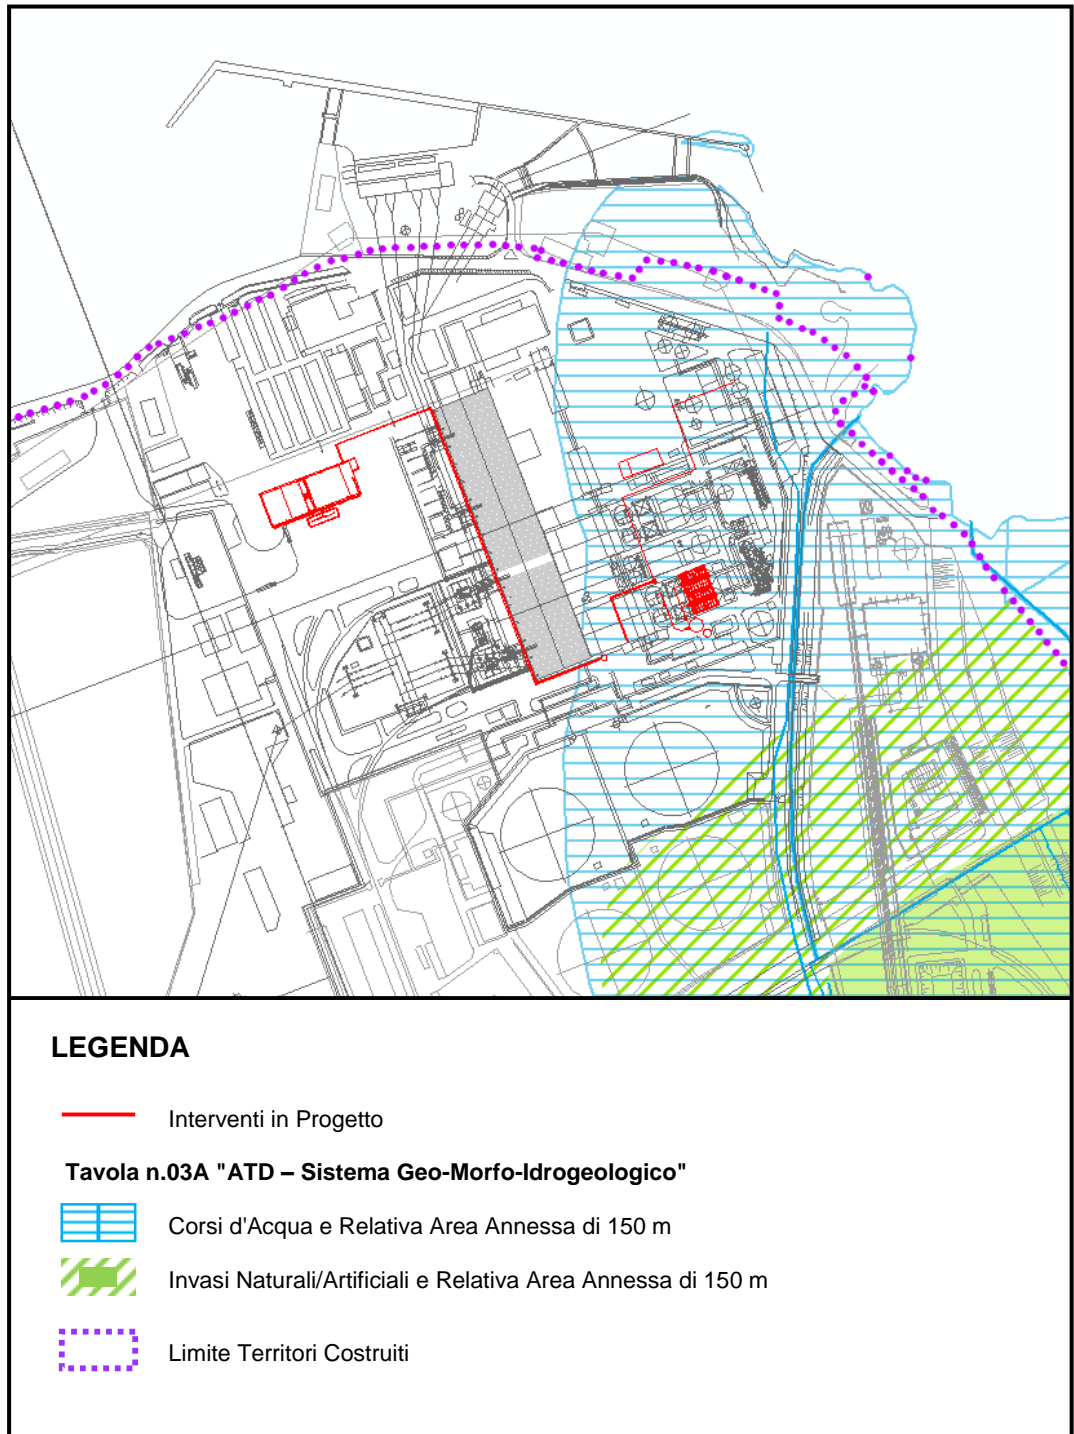 LEGENDA
Interventi in Progetto
Tavola n.03A "ATD – Sistema Geo-Morfo-Idrogeologico"
Corsi d'Acqua e Relativa Area Annessa di 150 m
Invasi Naturali/Artificiali e Relativa Area Annessa di 150 m
Limite Territori Costruiti